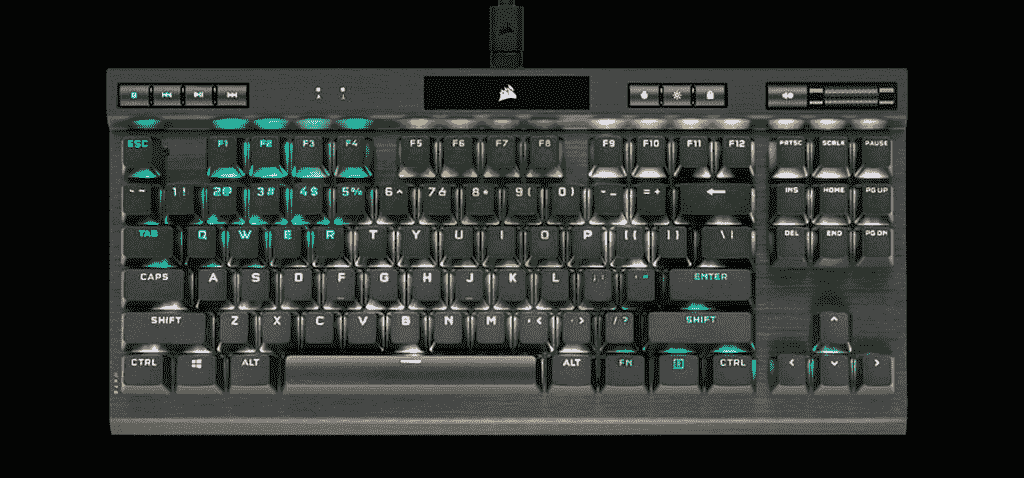 ESC F1 F2 F3 F4 F5 F6 F7 F8 F9 F10 F11 F12 PRTSC SCRLK PAUSE
~ 1! 2@ 3# 4$ 5% 6^ 7& 8* 9( 0) - _ = + INS HOME PG UP
TAB Q W E R T Y U I O P [{ ]} \| DEL END PG DN
CAPS A S D F G H J K L ENTER
SHIFT Z X C V B N M < > /? SHIFT
CTRL ALT ALT FN CTRL